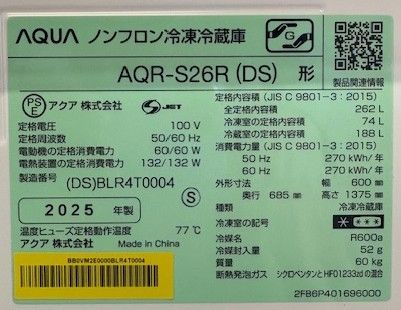 AQUA ノンフロン冷凍冷蔵庫
G
AQR-S26R (DS) 形
製品関連情報
PS E アクア 株式会社 S JET
定格電圧 100 V
定格周波数 50/60 Hz
電動機の定格消費電力 60/60 W
電熱装置の定格消費電力 132/132 W
製造番号
(DS)BLR4T0004
S
2025 年製
温度ヒューズ定格動作温度 77℃
アクア 株式会社 Made in China
BB0VM2E0000BLR4T0004
定格内容積 (JIS C 9801-3 : 2015)
全定格内容積 262 L
冷凍室の定格内容積 74 L
冷蔵室の定格内容積 188 L
消費電力量 (JIS C 9801-3 : 2015)
50 Hz 270 kWh/年
60 Hz 270 kWh/年
外形寸法 幅 600 mm
奥行 685 mm 高さ 1375 mm
種類 冷凍冷蔵庫
冷凍室の記号
冷媒名 R600a
冷媒封入量 52 g
質量 60 kg
断熱発泡ガス シクロペンタンとHFO1233zdの混合
2FB6P401696000